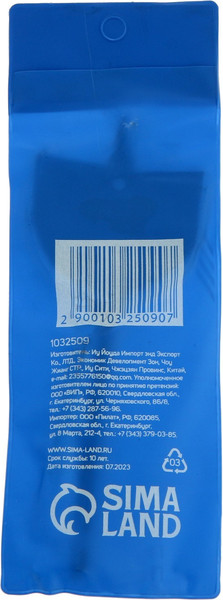 2 900103 250907
1032509
Изготовитель: Иу Йоуда Импорт энд Экспорт
Ко., ЛТД. Экономик Девелопмент Зон, Чоу
Жианг СТР., Иу Сити, Чжэцзян Провинс, Китай,
e-mail: 2355776150@qq.com. Уполномоченное
изготовителем лицо по принятию претензий
ООО «ВИП», РФ, 620010, Свердловская обл.,
г. Екатеринбург, ул. Черняховского, 86/8,
тел. +7 (343) 287-56-96.
Импортер ООО «Пилат», РФ, 620085,
Свердловская обл., г. Екатеринбург,
ул. 8 Марта, 212-4, тел.: +7 (343) 379-03-85.
WWW.SIMA-LAND.RU
Срок службы: 10 лет.
Дата изготовления: 07.2023
03
SIMA
LAND